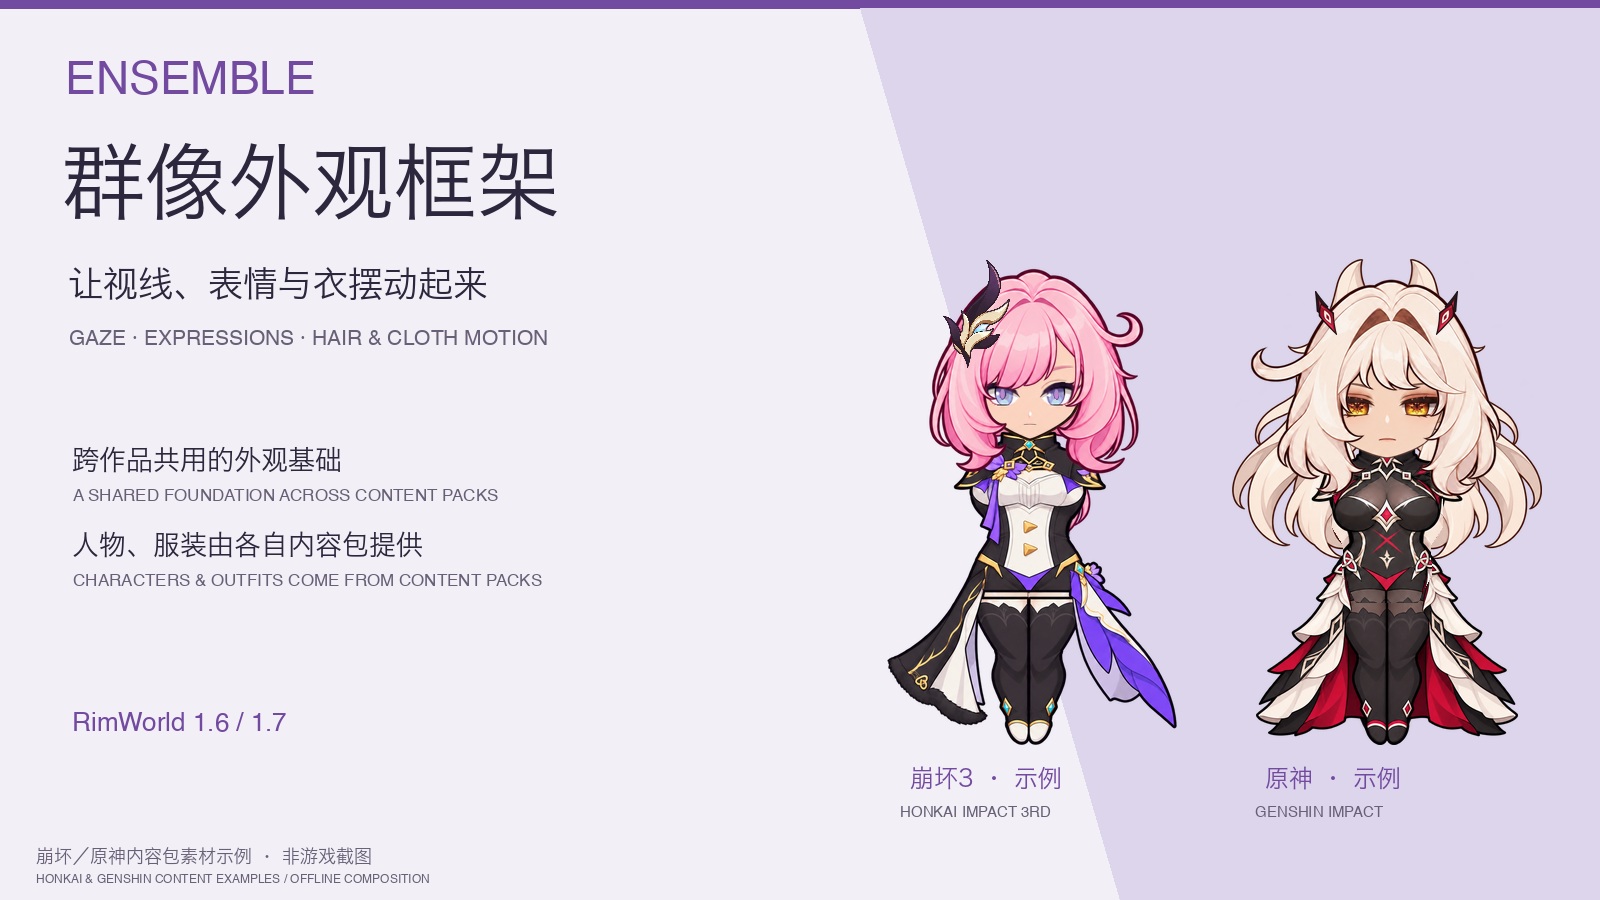 ENSEMBLE
群像外观框架
让视线、表情与衣摆动起来
GAZE · EXPRESSIONS · HAIR & CLOTH MOTION
跨作品共用的外观基础
A SHARED FOUNDATION ACROSS CONTENT PACKS
人物、服装由各自内容包提供
CHARACTERS & OUTFITS COME FROM CONTENT PACKS
RimWorld 1.6 / 1.7
崩坏3 · 示例
HONKAI IMPACT 3RD
原神 · 示例
GENSHIN IMPACT
崩坏／原神内容包素材示例 · 非游戏截图
HONKAI & GENSHIN CONTENT EXAMPLES / OFFLINE COMPOSITION